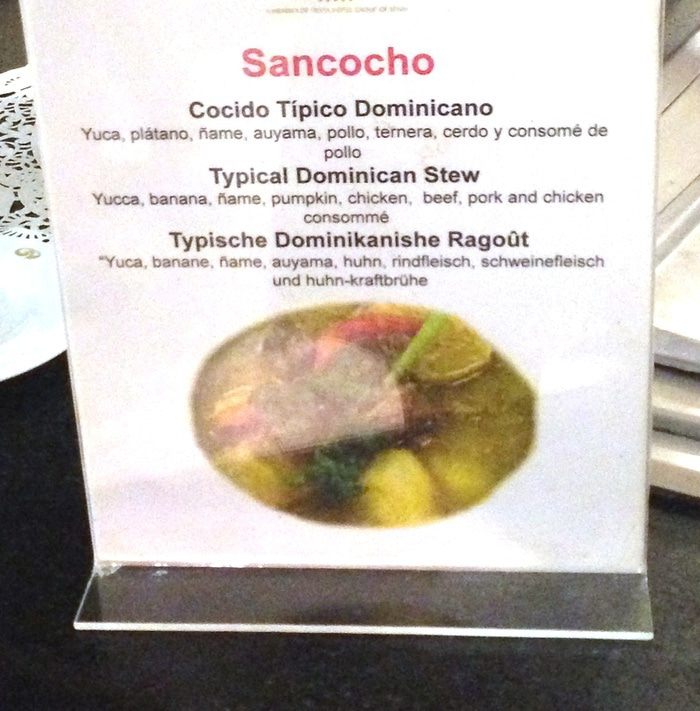 Sancocho
Cocido Típico Dominicano
Yuca, plátano, ñame, auyama, pollo, ternera, cerdo y consomé de
pollo
Typical Dominican Stew
Yucca, banana, ñame, pumpkin, chicken, beef, pork and chicken
consommé
Typische Dominikanishe Ragoût
"Yuca, banane, ñame, auyama, huhn, rindfleisch, schweinefleisch
und huhn-kraftbrühe